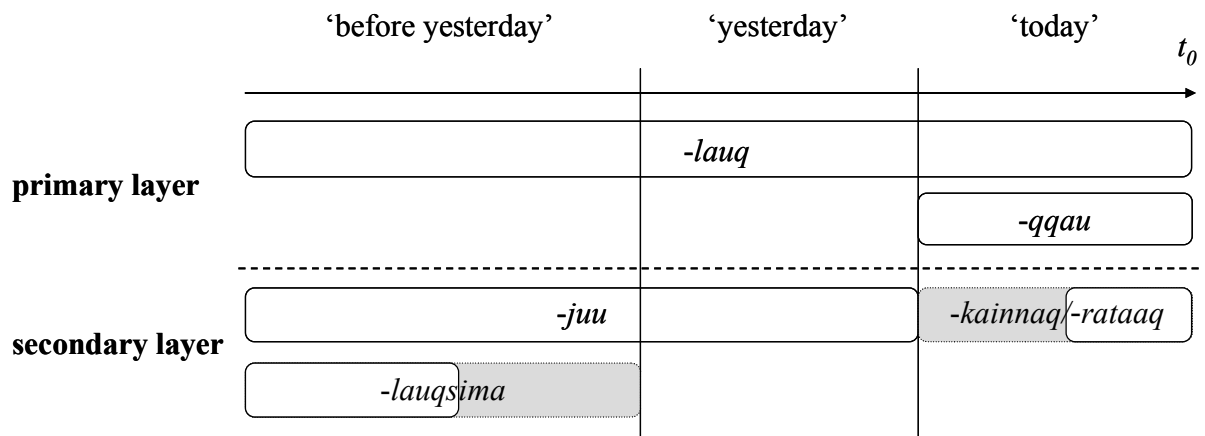 ‘before yesterday’ ‘yesterday’ ‘today’
t0
-lauq
primary layer
-qqau
-juu -kainnaq/-rataaq
secondary layer
-lauqsima